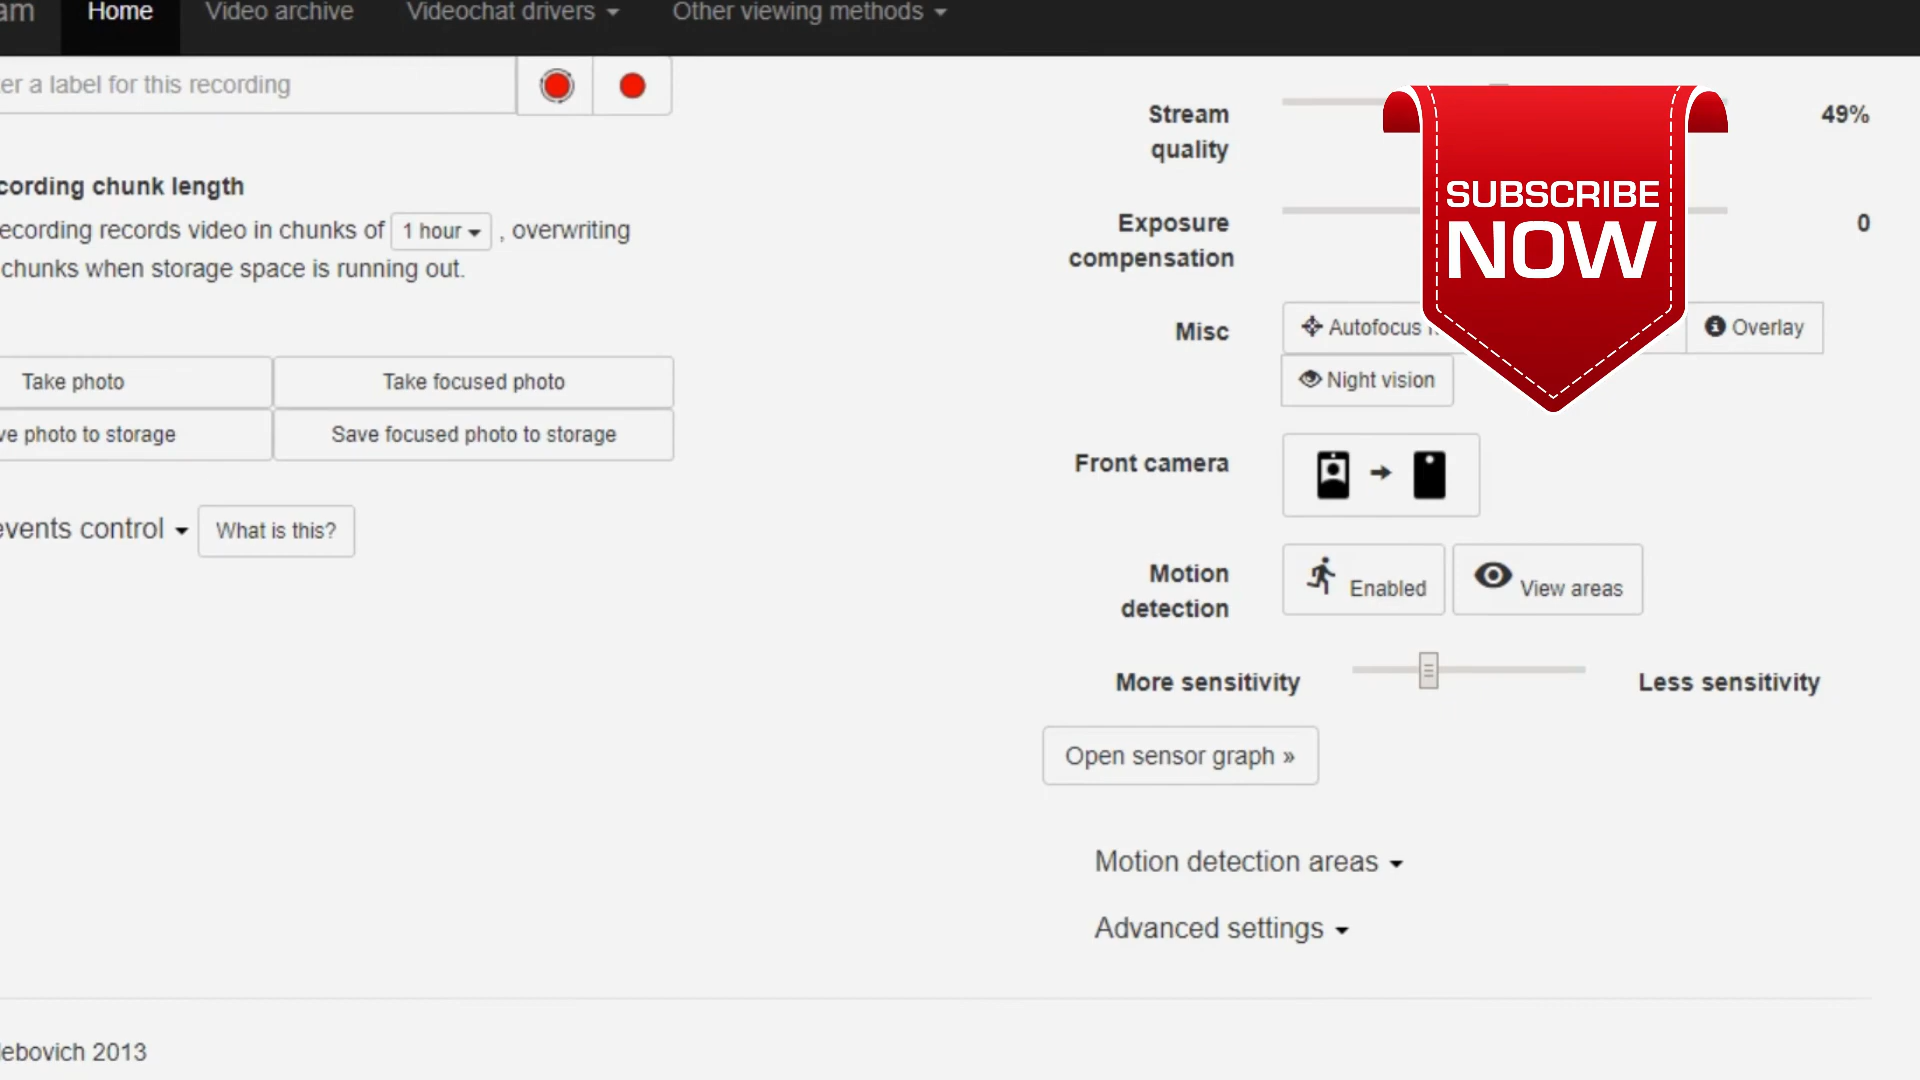 am Home Video archive Videochat drivers Other viewing methods
er a label for this recording
Stream quality 49%
cording chunk length
ecording records video in chunks of 1 hour , overwriting
chunks when storage space is running out.
Exposure compensation 0
SUBSCRIBE
NOW
Misc Autofocus Overlay
Night vision
Take photo Take focused photo
ve photo to storage Save focused photo to storage
Front camera
events control What is this?
Motion detection Enabled View areas
More sensitivity Less sensitivity
Open sensor graph »
Motion detection areas
Advanced settings
lebovich 2013